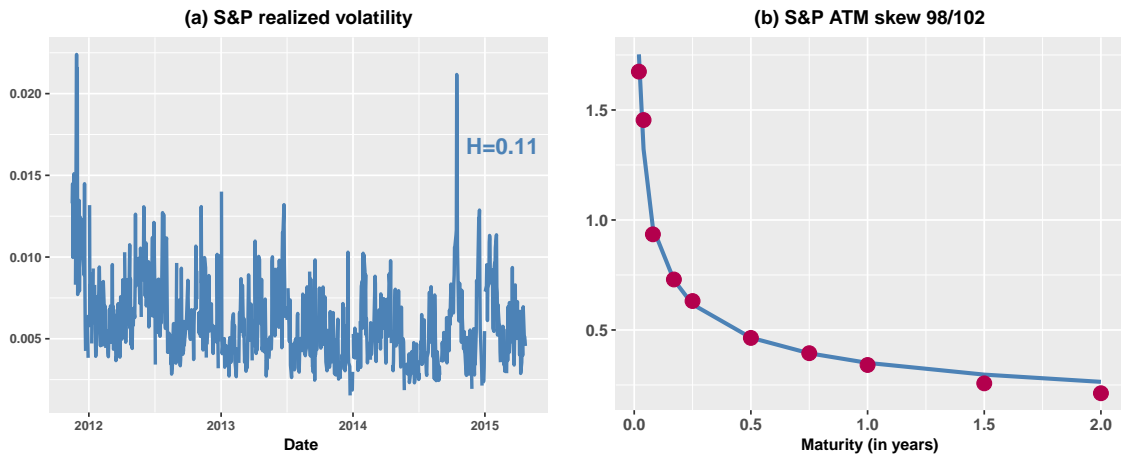 (a) S&P realized volatility
0.020
0.015
0.010
0.005
H=0.11
2012 2013 2014 2015
Date
(b) S&P ATM skew 98/102
1.5
1.0
0.5
0.0 0.5 1.0 1.5 2.0
Maturity (in years)